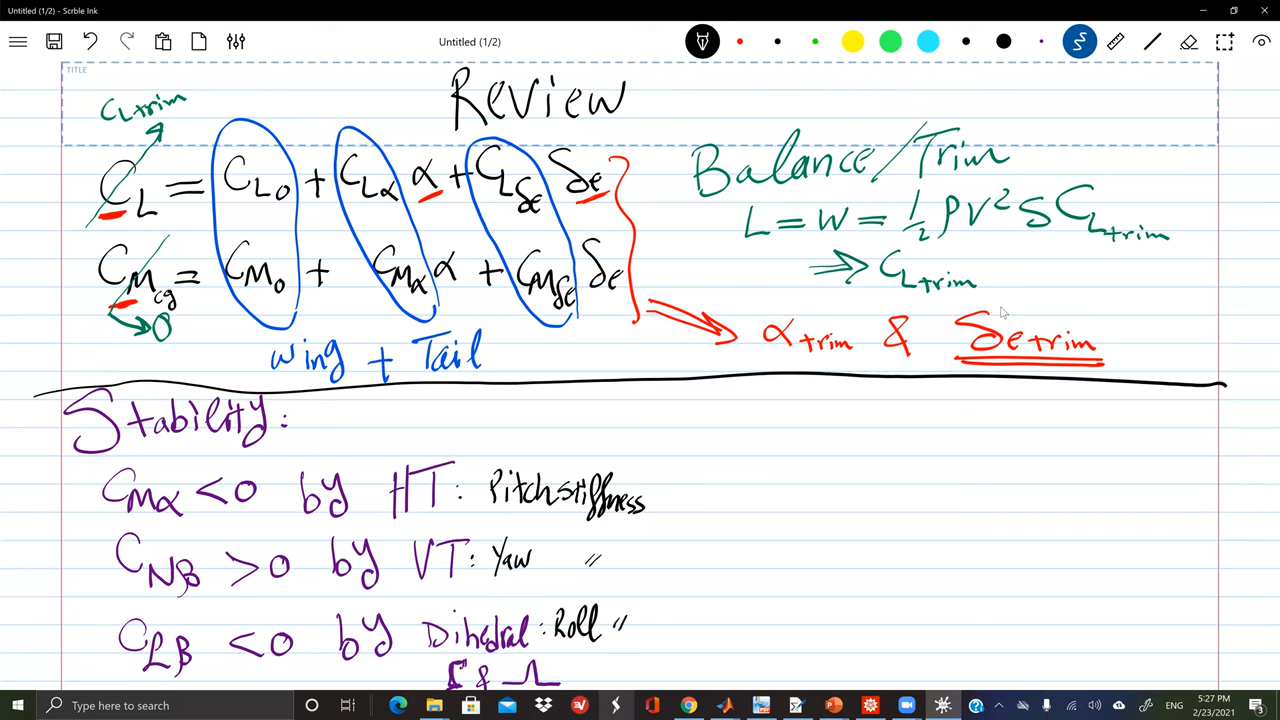 Untitled (1/2) - Scrble Ink
Untitled (1/2)
TITLE
Review
CLtrim
CL = CL0 + CLα α + CLδe δe
CMcg = CM0 + CMα α + CMδe δe
0
wing + Tail
Balance/Trim
L = W = 1/2 ρV² S CLtrim
⇒ CLtrim
⇒ αtrim & δetrim
Stability:
CMα < 0 by HT: Pitch stiffness
CNβ > 0 by VT: Yaw "
CLβ < 0 by Dihedral: Roll "
Γ & Λ
Type here to search
ENG
5:27 PM
2/23/2021